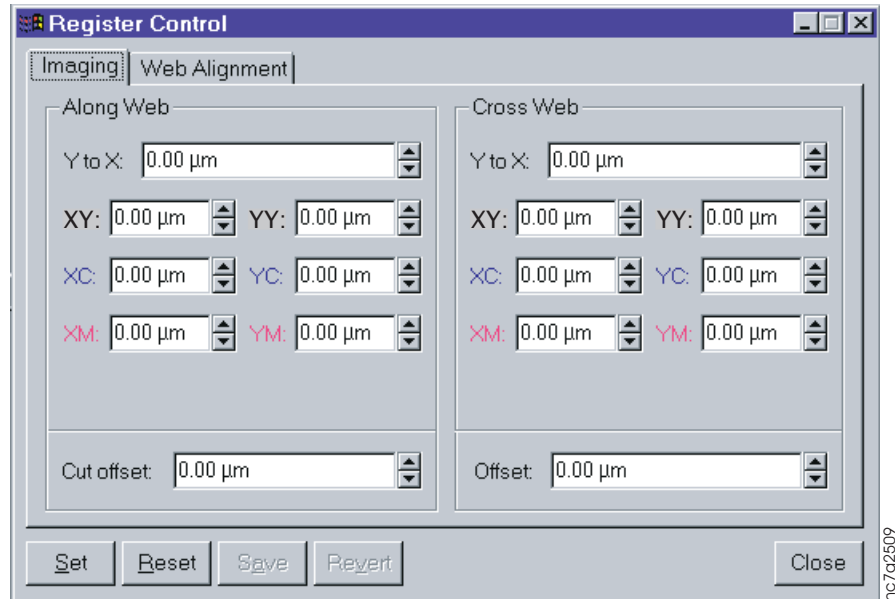 Register Control
Imaging
Web Alignment
Along Web
Y to X: 0.00 µm
XY: 0.00 µm YY: 0.00 µm
XC: 0.00 µm YC: 0.00 µm
XM: 0.00 µm YM: 0.00 µm
Cut offset: 0.00 µm
Cross Web
Y to X: 0.00 µm
XY: 0.00 µm YY: 0.00 µm
XC: 0.00 µm YC: 0.00 µm
XM: 0.00 µm YM: 0.00 µm
Offset: 0.00 µm
Set Reset Save Revert Close